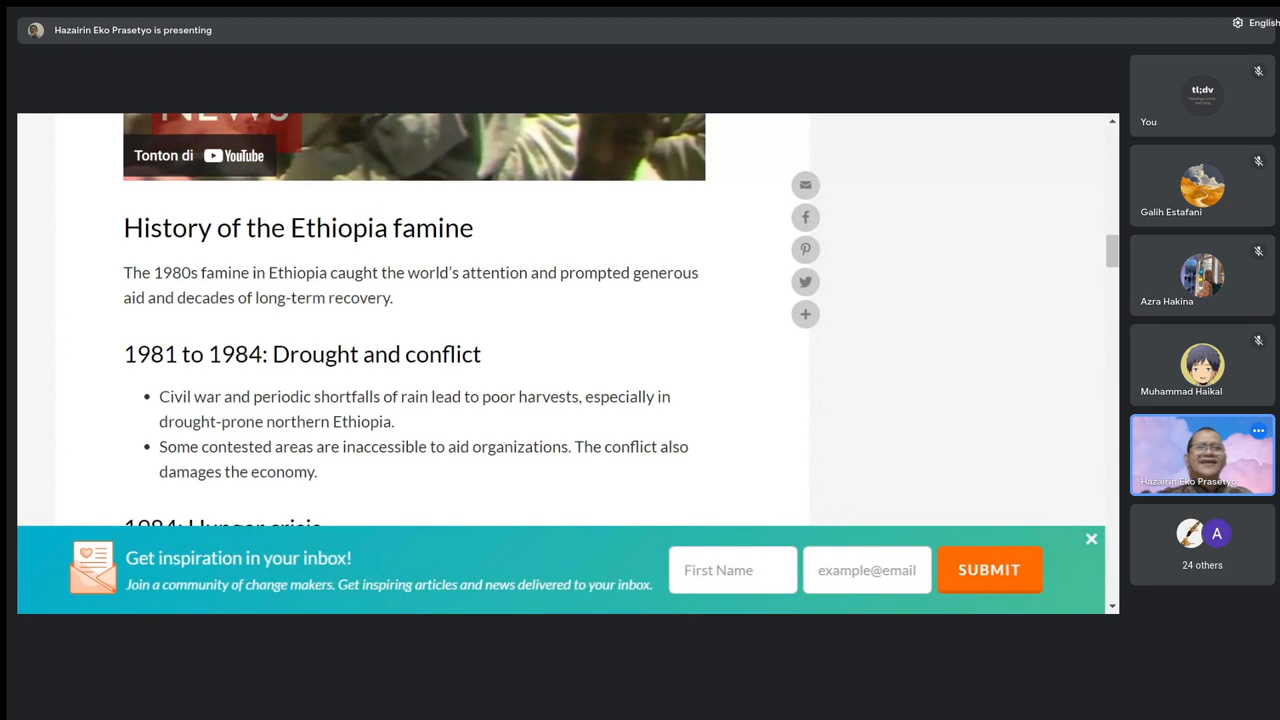 Hazairin Eko Prasetyo is presenting
English
NEWS
Tonton di YouTube
History of the Ethiopia famine
The 1980s famine in Ethiopia caught the world's attention and prompted generous
aid and decades of long-term recovery.
1981 to 1984: Drought and conflict
• Civil war and periodic shortfalls of rain lead to poor harvests, especially in
drought-prone northern Ethiopia.
• Some contested areas are inaccessible to aid organizations. The conflict also
damages the economy.
1984: Hunger crisis
Get inspiration in your inbox!
Join a community of change makers. Get inspiring articles and news delivered to your inbox.
First Name
example@email
SUBMIT
tl;dv
You
Galih Estafani
Azra Hakina
Muhammad Haikal
Hazairin Eko Prasetyo
A
24 others